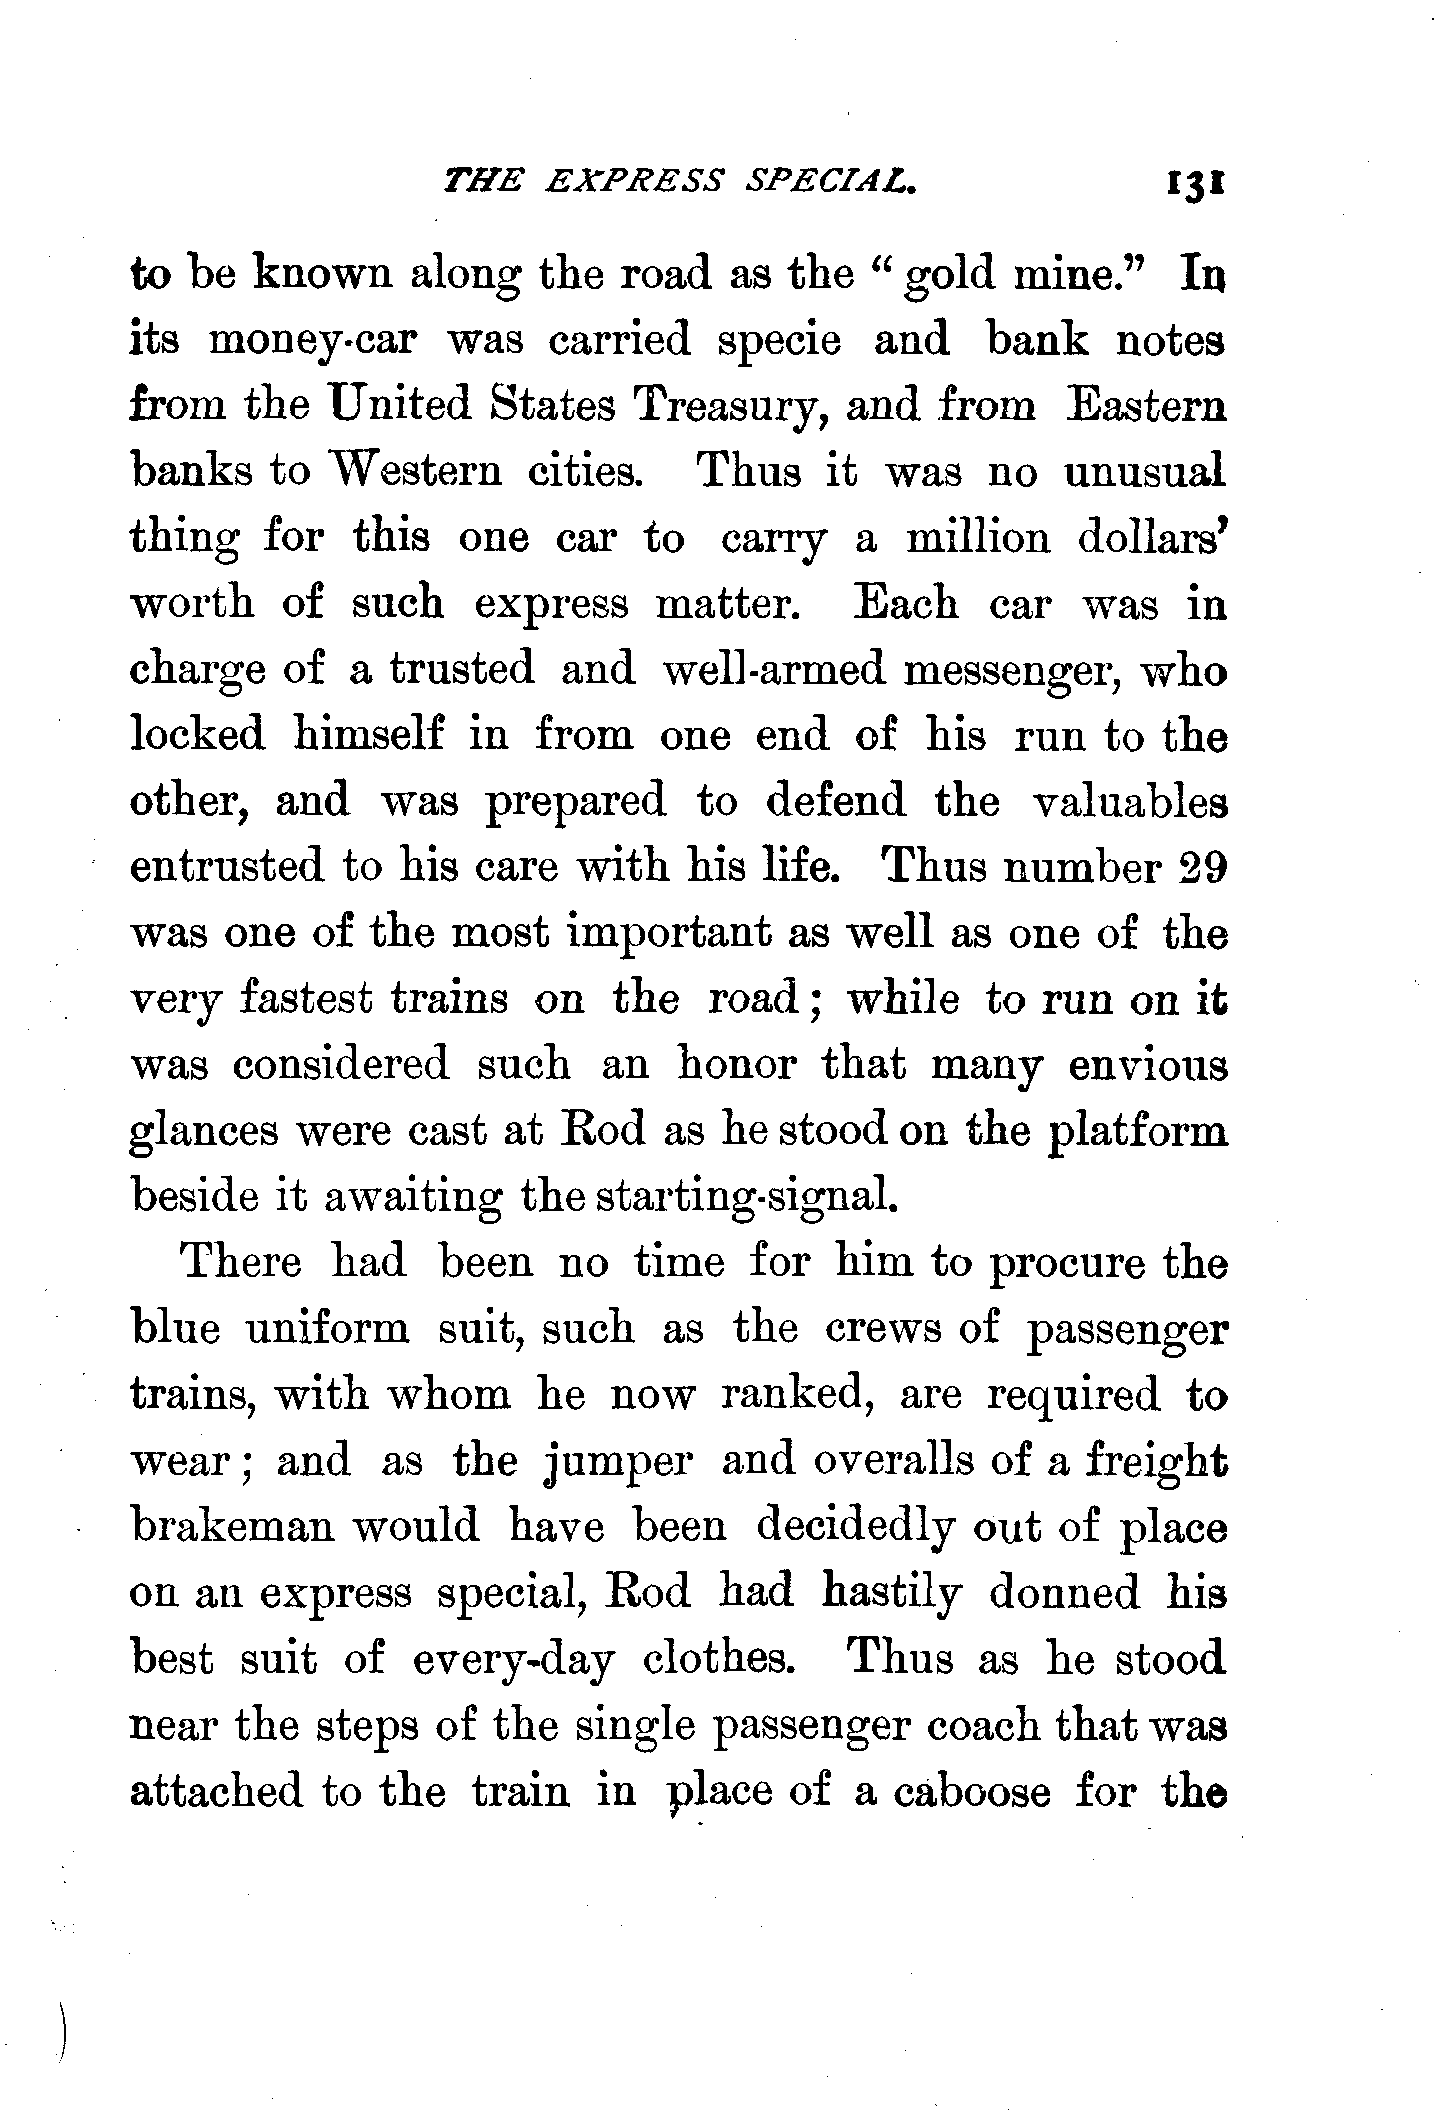 THE EXPRESS SPECIAL. 131
to be known along the road as the “ gold mine.” In
its money-car was carried specie and bank notes
from the United States Treasury, and from Eastern
banks to Western cities. Thus it was no unusual
thing for this one car to carry a million dollars’
worth of such express matter. Each car was in
charge of a trusted and well-armed messenger, who
locked himself in from one end of his run to the
other, and was prepared to defend the valuables
entrusted to his care with his life. Thus number 29
was one of the most important as well as one of the
very fastest trains on the road ; while to run on it
was considered such an honor that many envious
glances were cast at Rod as he stood on the platform
beside it awaiting the starting-signal.
There had been no time for him to procure the
blue uniform suit, such as the crews of passenger
trains, with whom he now ranked, are required to
wear ; and as the jumper and overalls of a freight
brakeman would have been decidedly out of place
on an express special, Rod had hastily donned his
best suit of every-day clothes. Thus as he stood
near the steps of the single passenger coach that was
attached to the train in place of a caboose for the